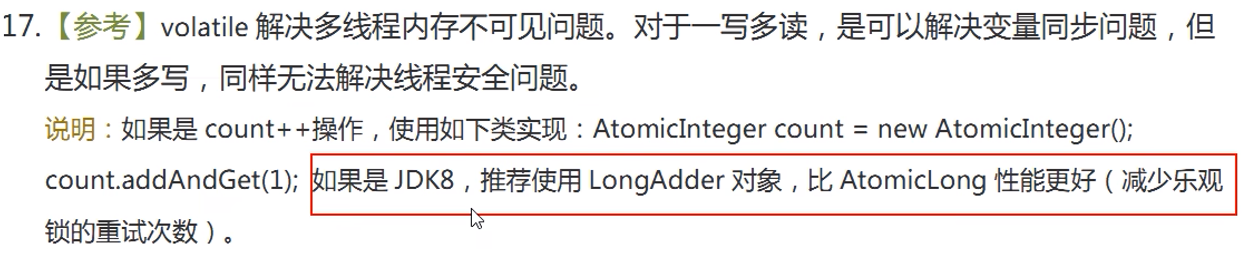 17.【参考】volatile 解决多线程内存不可见问题。对于一写多读，是可以解决变量同步问题，但
是如果多写，同样无法解决线程安全问题。
说明：如果是 count++操作，使用如下类实现：AtomicInteger count = new AtomicInteger();
count.addAndGet(1); 如果是 JDK8，推荐使用 LongAdder 对象，比 AtomicLong 性能更好（减少乐观
锁的重试次数）。